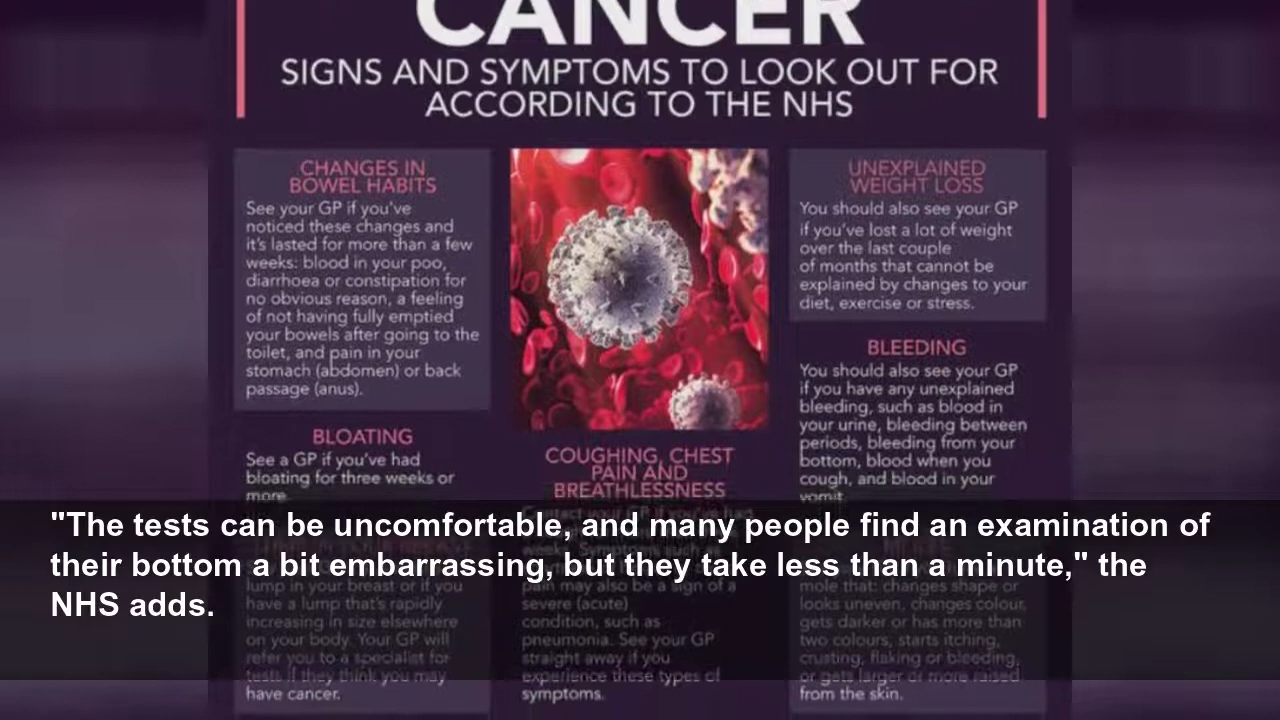 CANCER
SIGNS AND SYMPTOMS TO LOOK OUT FOR
ACCORDING TO THE NHS
CHANGES IN
BOWEL HABITS
See your GP if you've
noticed these changes and
it's lasted for more than a few
weeks: blood in your poo,
diarrhoea or constipation for
no obvious reason, a feeling
of not having fully emptied
your bowels after going to the
toilet, and pain in your
stomach (abdomen) or back
passage (anus).
BLOATING
See a GP if you've had
bloating for three weeks or
more.
lump in your breast or if you
have a lump that's rapidly
increasing in size elsewhere
on your body. Your GP will
refer you to a specialist for
tests if they think you may
have cancer.
COUGHING, CHEST
PAIN AND
BREATHLESSNESS
Contact your GP if you've had
pain may also be a sign of a
severe (acute)
condition, such as
pneumonia. See your GP
straight away if you
experience these types of
symptoms.
UNEXPLAINED
WEIGHT LOSS
You should also see your GP
if you've lost a lot of weight
over the last couple
of months that cannot be
explained by changes to your
diet, exercise or stress.
BLEEDING
You should also see your GP
if you have any unexplained
bleeding, such as blood in
your urine, bleeding between
periods, bleeding from your
bottom, blood when you
cough, and blood in your
vomit.
mole that: changes shape or
looks uneven, changes colour,
gets darker or has more than
two colours, starts itching,
crusting, flaking or bleeding,
or gets larger or more raised
from the skin.
"The tests can be uncomfortable, and many people find an examination of
their bottom a bit embarrassing, but they take less than a minute," the
NHS adds.